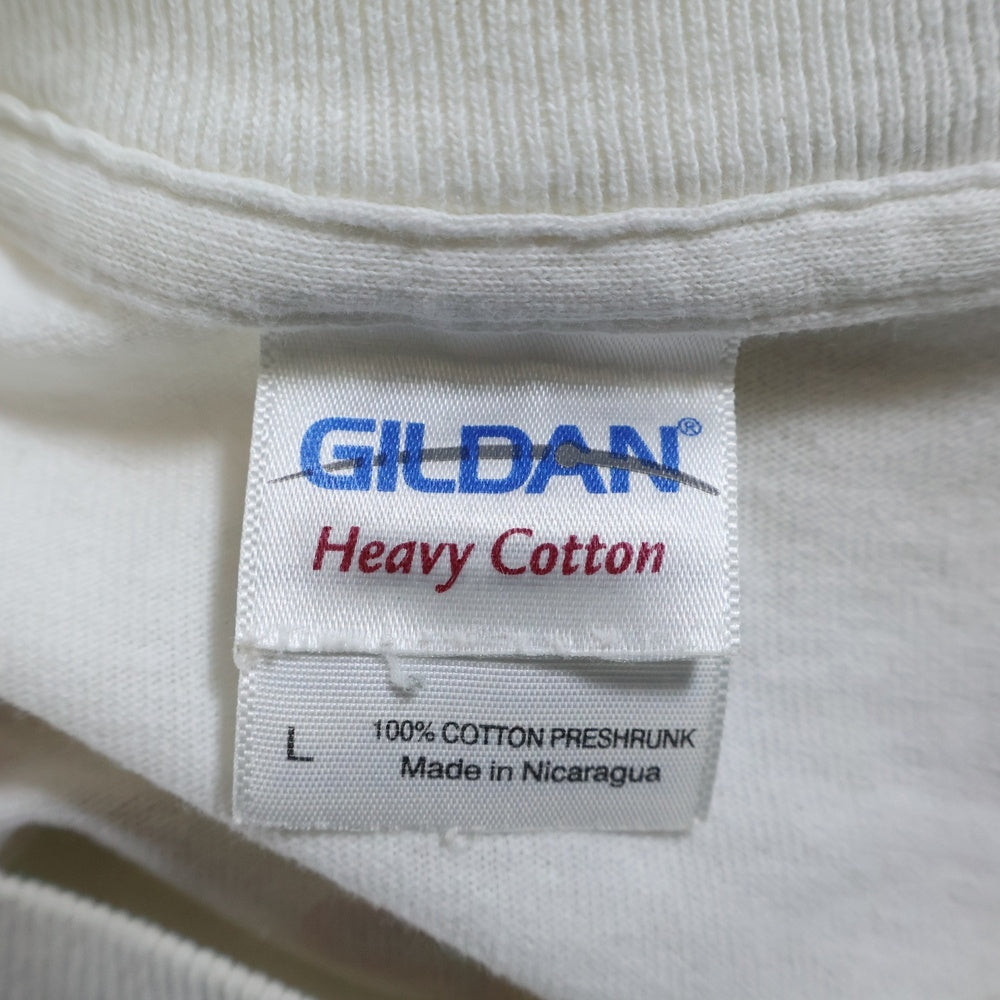 GILDAN®
Heavy Cotton
L
100% COTTON PRESHRUNK
Made in Nicaragua